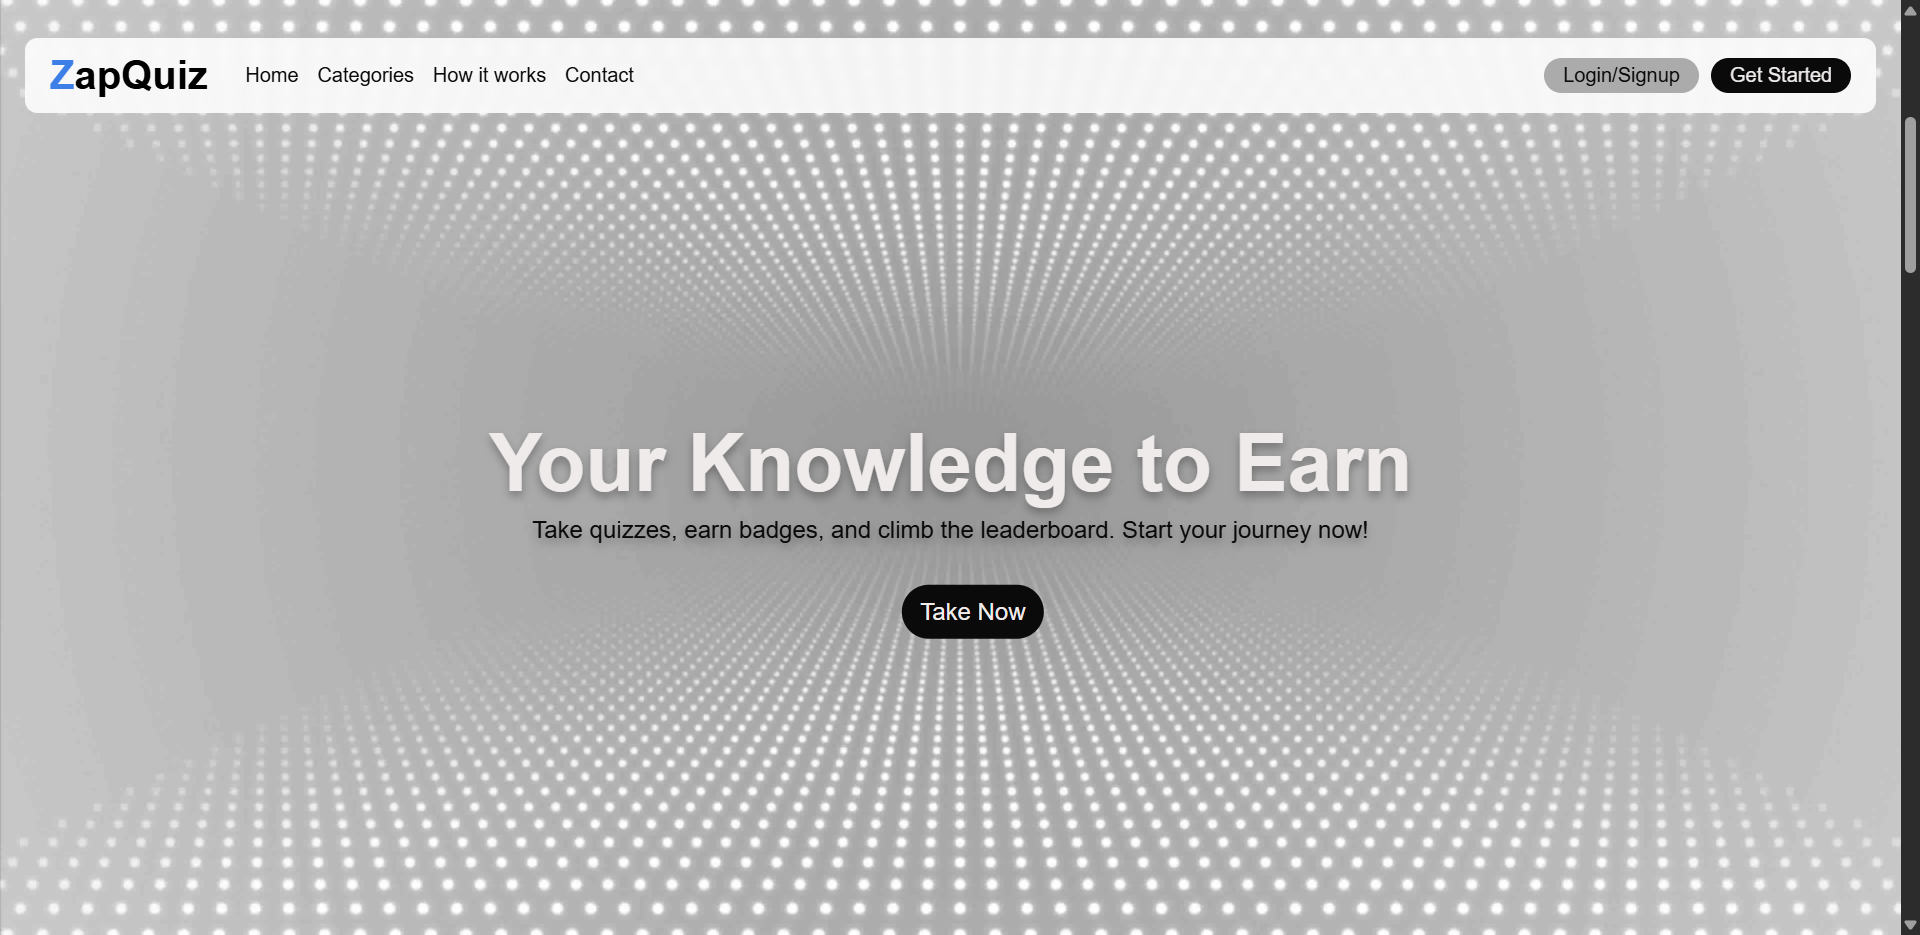 ZapQuiz Home Categories How it works Contact Login/Signup Get Started
Your Knowledge to Earn
Take quizzes, earn badges, and climb the leaderboard. Start your journey now!
Take Now